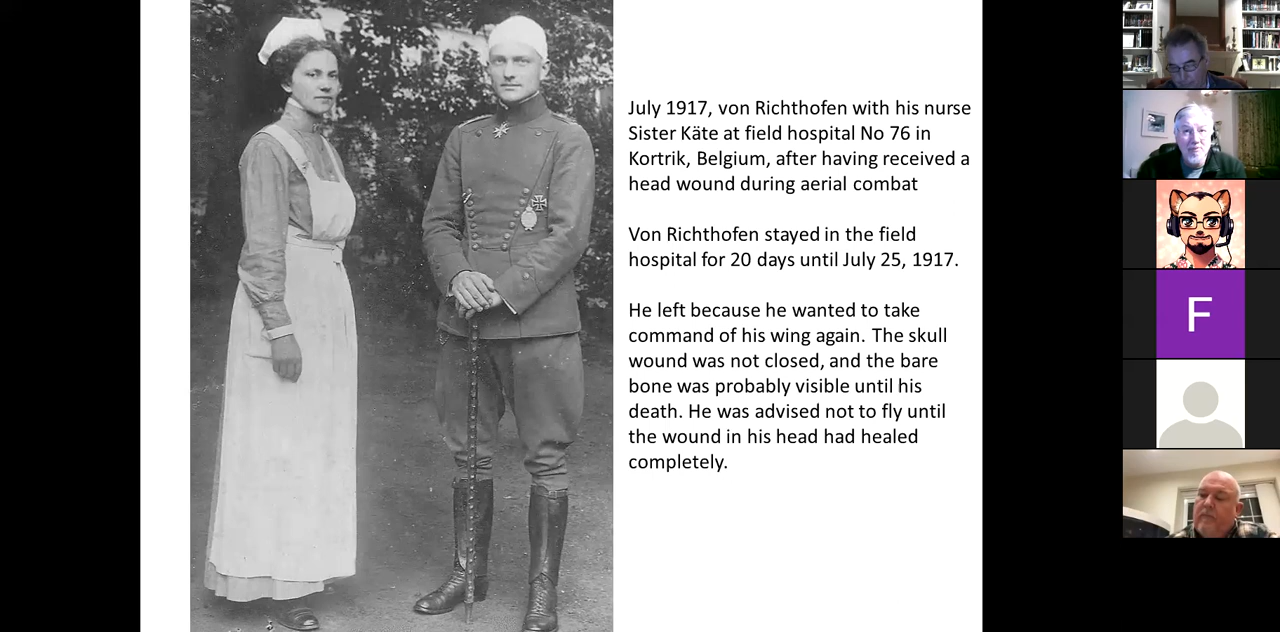 July 1917, von Richthofen with his nurse
Sister Käte at field hospital No 76 in
Kortrik, Belgium, after having received a
head wound during aerial combat
Von Richthofen stayed in the field
hospital for 20 days until July 25, 1917.
He left because he wanted to take
command of his wing again. The skull
wound was not closed, and the bare
bone was probably visible until his
death. He was advised not to fly until
the wound in his head had healed
completely.
F